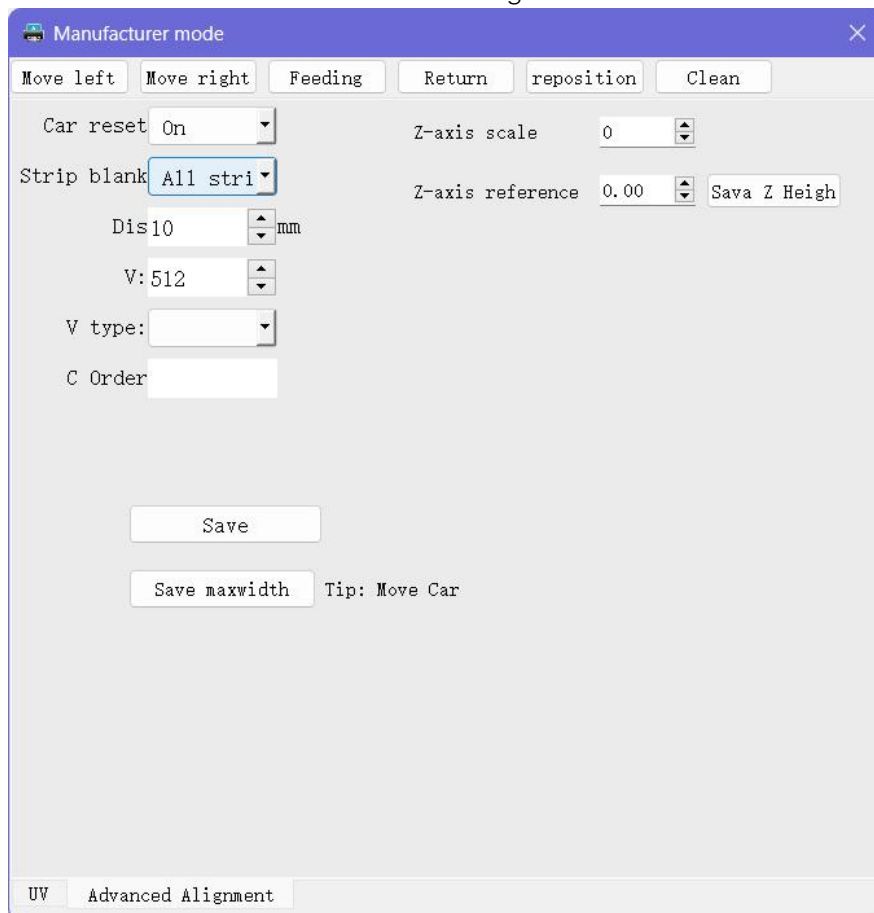 Manufacturer mode
Move left Move right Feeding Return reposition Clean
Car reset On Z-axis scale 0
Strip blank All stri Z-axis reference 0.00 Sava Z Heigh
Dis 10 mm
V: 512
V type:
C Order
Save
Save maxwidth Tip: Move Car
UV Advanced Alignment